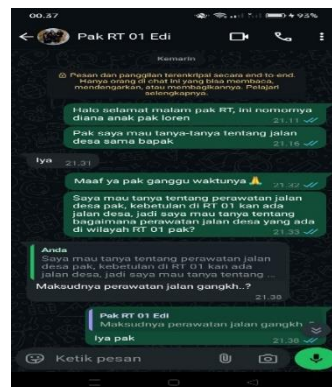 00.37
93%
Pak RT 01 Edi
Kemarin
Pesan dan panggilan terenkripsi secara end-to-end.
Hanya orang di chat ini yang bisa membaca,
mendengarkan, atau membagikannya. Pelajari
selengkapnya.
Halo selamat malam pak RT, ini nomornya
diana anak pak loren
21.11
Pak saya mau tanya-tanya tentang jalan
desa sama bapak
21.16
Iya 21.31
Maaf ya pak ganggu waktunya 🙏 21.32
Saya mau tanya tentang perawatan jalan
desa pak, kebetulan di RT 01 kan ada
jalan desa, jadi saya mau tanya tentang
bagaimana perawatan jalan desa yang ada
di wilayah RT 01 pak?
21.33
Anda
Saya mau tanya tentang perawatan jalan
desa pak, kebetulan di RT 01 kan ada
jalan desa, jadi saya mau tanya tentang ...
Maksudnya perawatan jalan gangkh..?
21.36
Pak RT 01 Edi
Maksudnya perawatan jalan gangkh
Iya pak 21.38
Ketik pesan